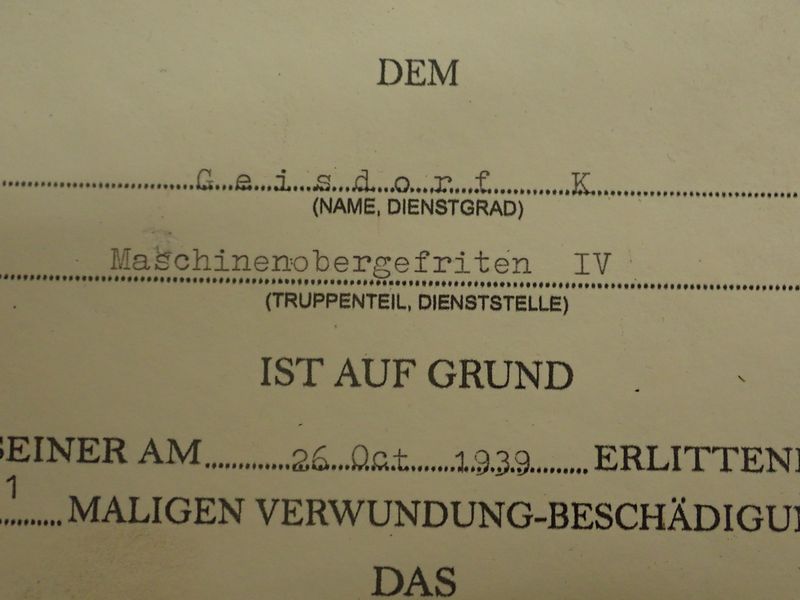 DEM
Geisdorf K
(NAME, DIENSTGRAD)
Maschinenobergefriten IV
(TRUPPENTEIL, DIENSTSTELLE)
IST AUF GRUND
SEINER AM 26 Oct 1939 ERLITTENE
1 MALIGEN VERWUNDUNG-BESCHÄDIGU
DAS